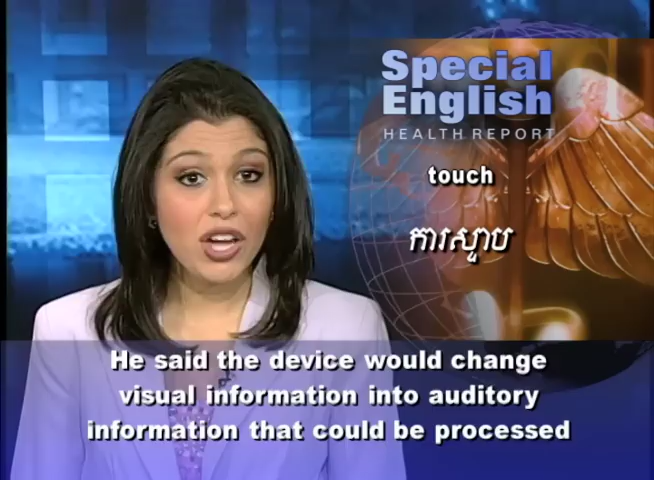 Special
English
HEALTH REPORT
touch
ការស្ទាប
He said the device would change
visual information into auditory
information that could be processed